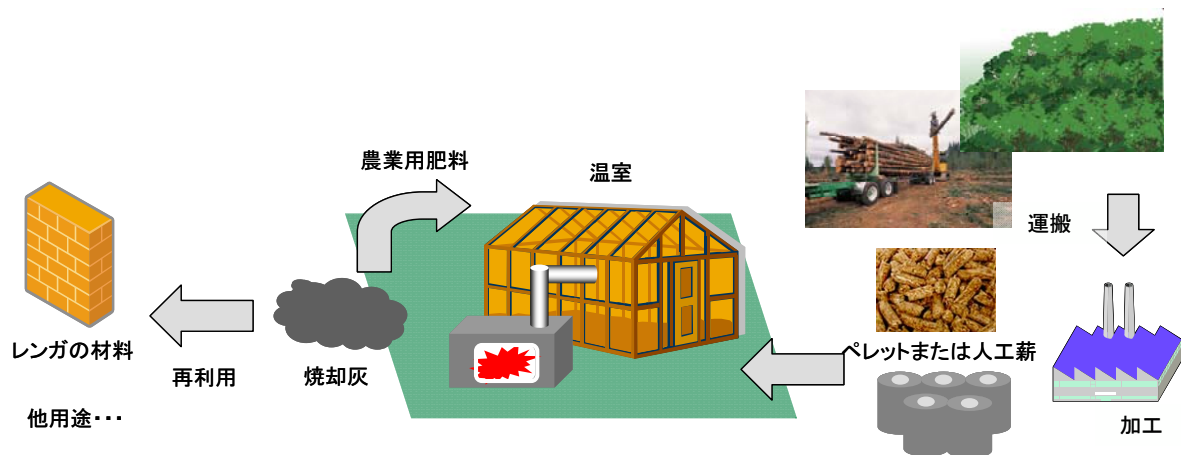 農業用肥料
温室
運搬
ペレットまたは人工薪
レンガの材料
再利用
焼却灰
他用途・・・
加工